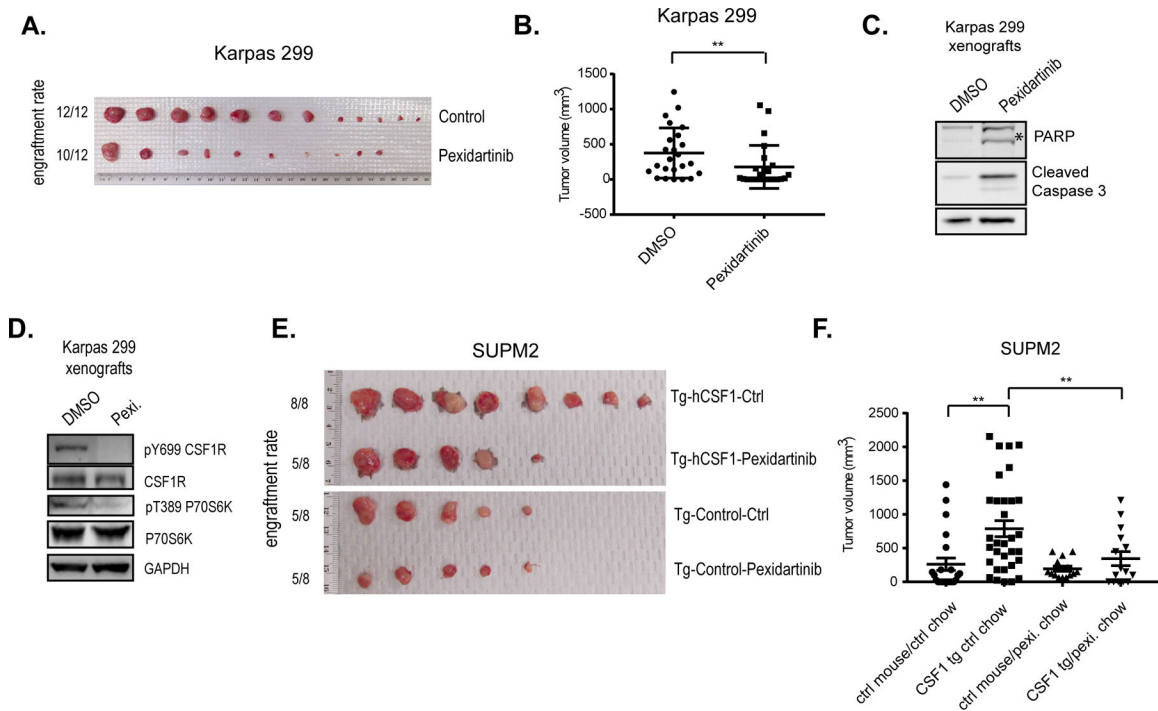 A.
Karpas 299
12/12
Control
10/12
Pexidartinib
engraftment rate
B.
Karpas 299
**
Tumor volume (mm3)
1500
1000
500
0
-500
DMSO
Pexidartinib
C.
Karpas 299
xenografts
DMSO
Pexidartinib
* PARP
Cleaved
Caspase 3
D.
Karpas 299
xenografts
DMSO
Pexi.
pY699 CSF1R
CSF1R
pT389 P70S6K
P70S6K
GAPDH
E.
SUPM2
engraftment rate
8/8
Tg-hCSF1-Ctrl
5/8
Tg-hCSF1-Pexidartinib
5/8
Tg-Control-Ctrl
5/8
Tg-Control-Pexidartinib
F.
SUPM2
**
**
Tumor volume (mm3)
2500
2000
1500
1000
500
0
ctrl mouse/ctrl chow
CSF1 tg ctrl chow
ctrl mouse/pexi. chow
CSF1 tg/pexi. chow